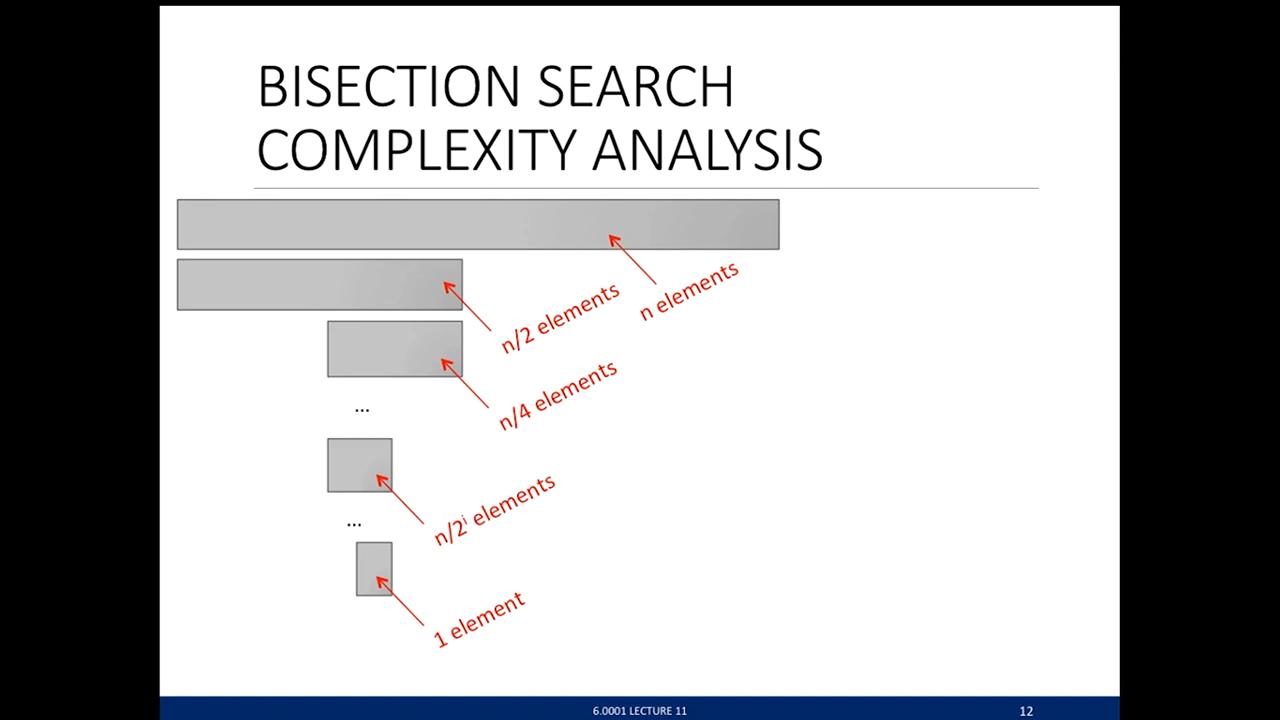 BISECTION SEARCH
COMPLEXITY ANALYSIS
n elements
n/2 elements
n/4 elements
...
n/2ⁱ elements
...
1 element
6.0001 LECTURE 11
12